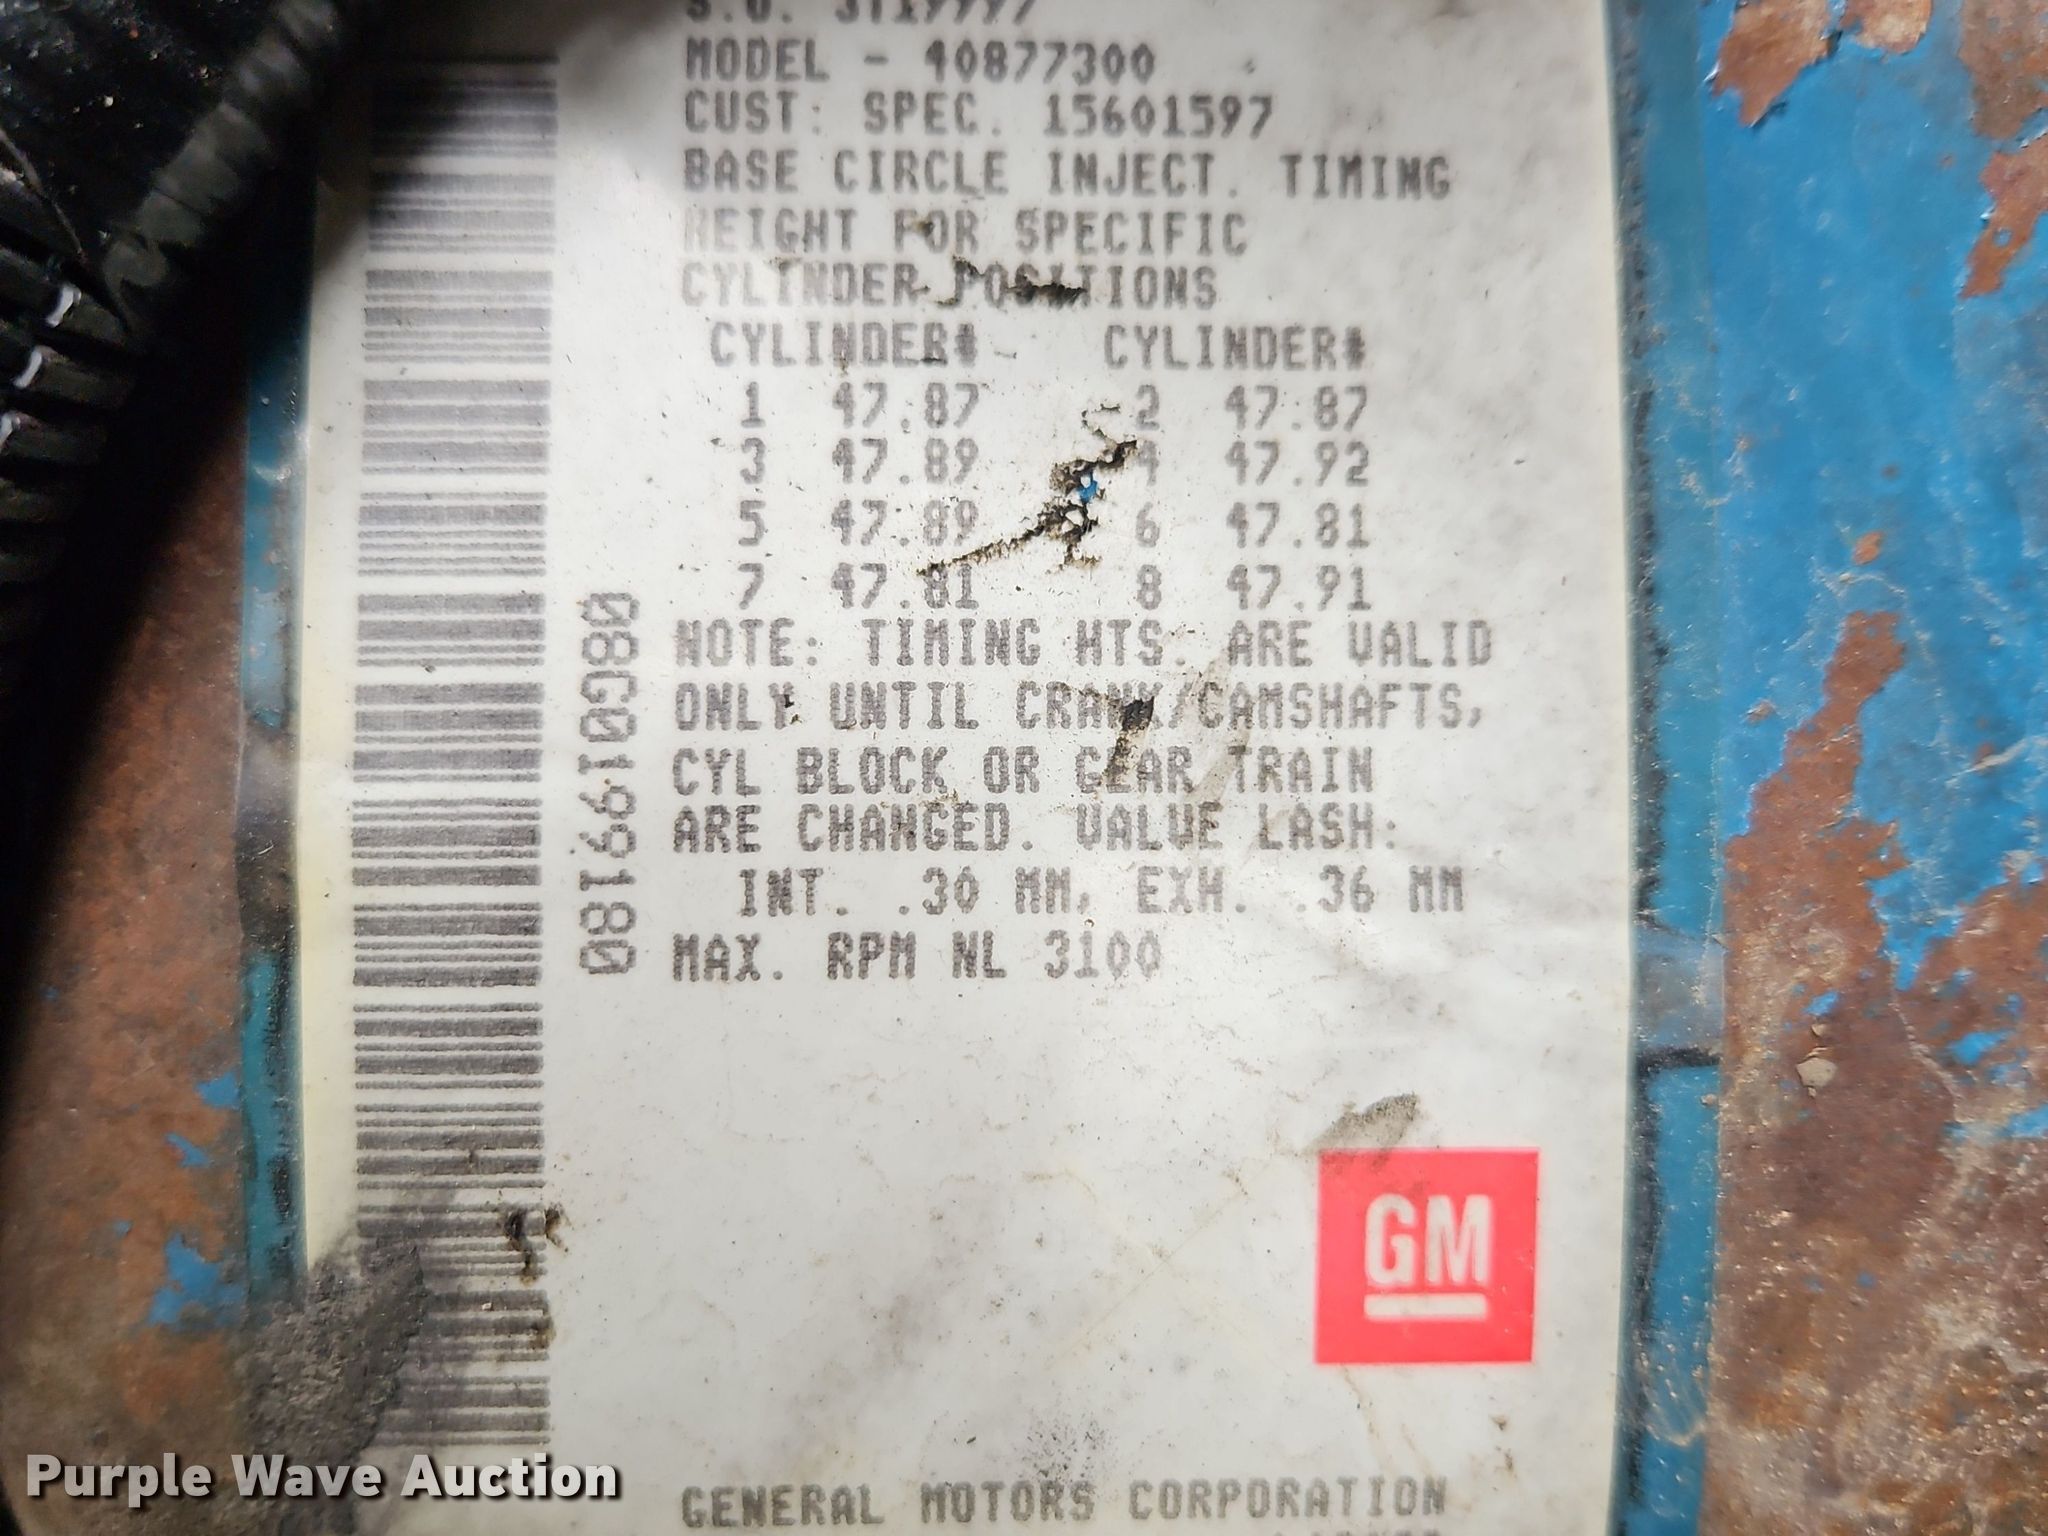 S.O. 3T19997
MODEL - 40877300
CUST: SPEC. 15601597
BASE CIRCLE INJECT. TIMING
HEIGHT FOR SPECIFIC
CYLINDER POSITIONS
CYLINDER# CYLINDER#
1 47.87 2 47.87
3 47.89 4 47.92
5 47.89 6 47.81
7 47.81 8 47.91
NOTE: TIMING HTS. ARE VALID
ONLY UNTIL CRANK/CAMSHAFTS,
CYL BLOCK OR GEAR TRAIN
ARE CHANGED. VALUE LASH:
INT. .30 MM, EXH. .36 MM
MAX. RPM NL 3100
08G0199180
GM
GENERAL MOTORS CORPORATION
Purple Wave Auction